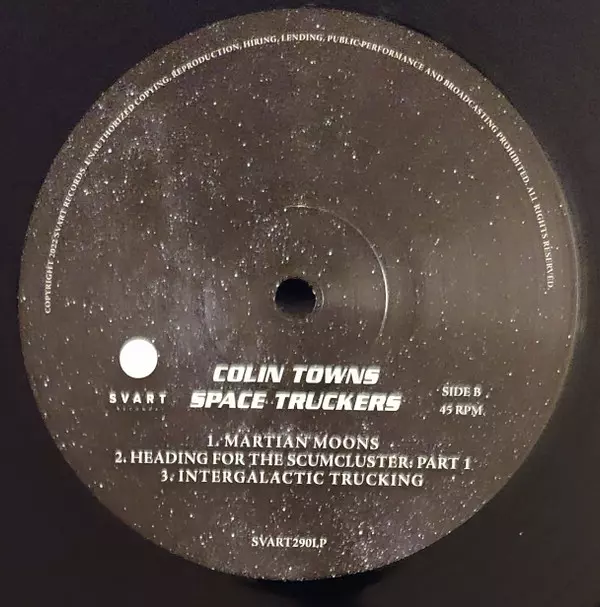 COPYRIGHT 2022 SVART RECORDS. UNAUTHORIZED COPYING, REPRODUCTION, HIRING, LENDING, PUBLIC PERFORMANCE AND BROADCASTING PROHIBITED. ALL RIGHTS RESERVED.
COLIN TOWNS
SPACE TRUCKERS
SVART
RECORDS
SIDE B
45 RPM
1. MARTIAN MOONS
2. HEADING FOR THE SCUMCLUSTER: PART 1
3. INTERGALACTIC TRUCKING
SVART290LP